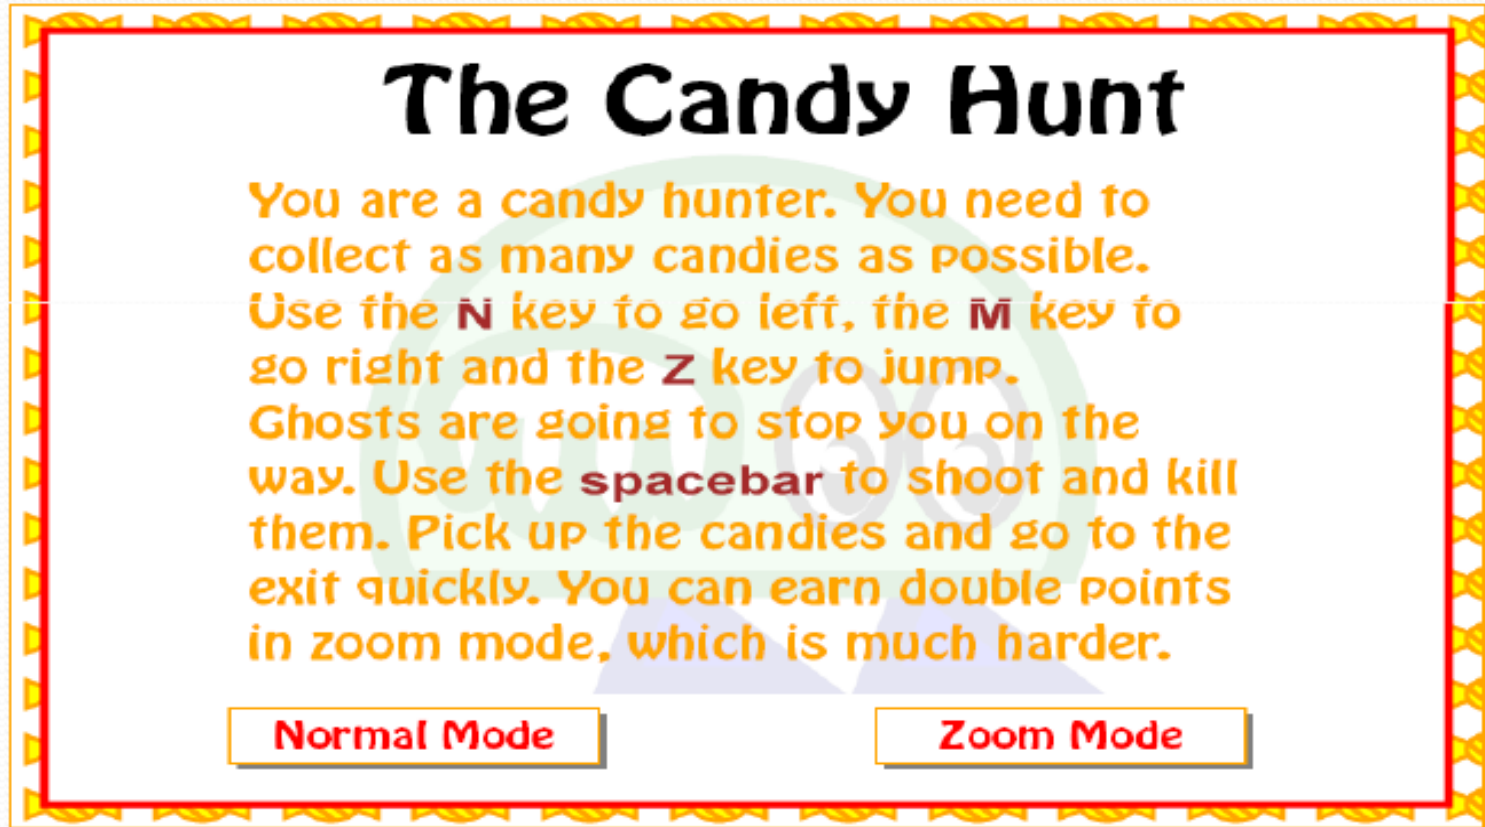 The Candy Hunt
You are a candy hunter. You need to
collect as many candies as possible.
Use the N key to go left, the M key to
go right and the Z key to jump.
Ghosts are going to stop you on the
way. Use the spacebar to shoot and kill
them. Pick up the candies and go to the
exit quickly. You can earn double points
in zoom mode, which is much harder.
Normal Mode
Zoom Mode